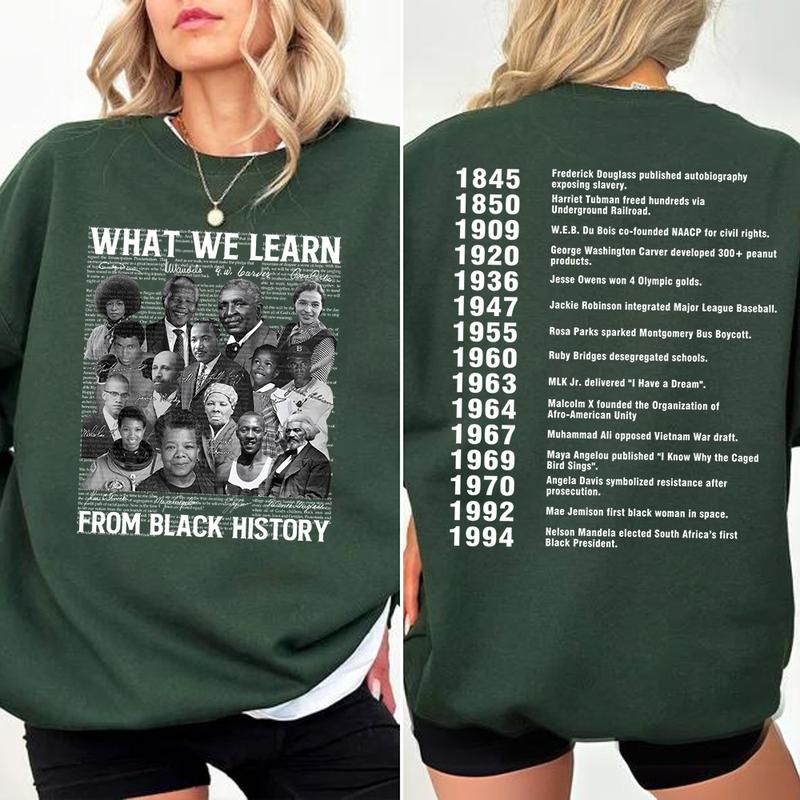 WHAT WE LEARN
FROM BLACK HISTORY
1845 Frederick Douglass published autobiography
exposing slavery.
1850 Harriet Tubman freed hundreds via
Underground Railroad.
1909 W.E.B. Du Bois co-founded NAACP for civil rights.
1920 George Washington Carver developed 300+ peanut
products.
1936 Jesse Owens won 4 Olympic golds.
1947 Jackie Robinson integrated Major League Baseball.
1955 Rosa Parks sparked Montgomery Bus Boycott.
1960 Ruby Bridges desegregated schools.
1963 MLK Jr. delivered "I Have a Dream".
1964 Malcolm X founded the Organization of
Afro-American Unity
1967 Muhammad Ali opposed Vietnam War draft.
1969 Maya Angelou published "I Know Why the Caged
Bird Sings".
1970 Angela Davis symbolized resistance after
prosecution.
1992 Mae Jemison first black woman in space.
1994 Nelson Mandela elected South Africa's first
Black President.